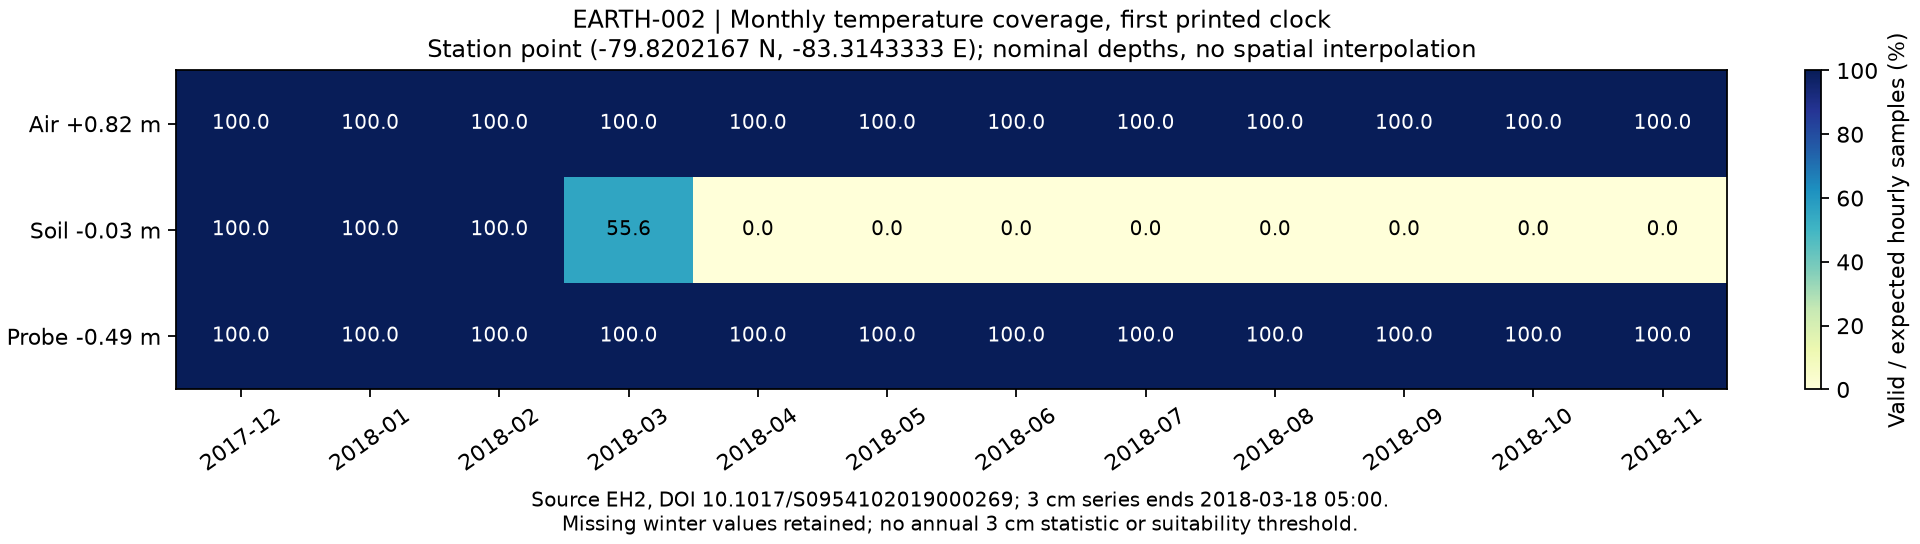 EARTH-002 | Monthly temperature coverage, first printed clock
Station point (-79.8202167 N, -83.3143333 E); nominal depths, no spatial interpolation
Air +0.82 m 100.0 100.0 100.0 100.0 100.0 100.0 100.0 100.0 100.0 100.0 100.0 100.0
Soil -0.03 m 100.0 100.0 100.0 55.6 0.0 0.0 0.0 0.0 0.0 0.0 0.0 0.0
Probe -0.49 m 100.0 100.0 100.0 100.0 100.0 100.0 100.0 100.0 100.0 100.0 100.0 100.0
2017-12 2018-01 2018-02 2018-03 2018-04 2018-05 2018-06 2018-07 2018-08 2018-09 2018-10 2018-11
100
80
60
40
20
0
Valid / expected hourly samples (%)
Source EH2, DOI 10.1017/S0954102019000269; 3 cm series ends 2018-03-18 05:00.
Missing winter values retained; no annual 3 cm statistic or suitability threshold.